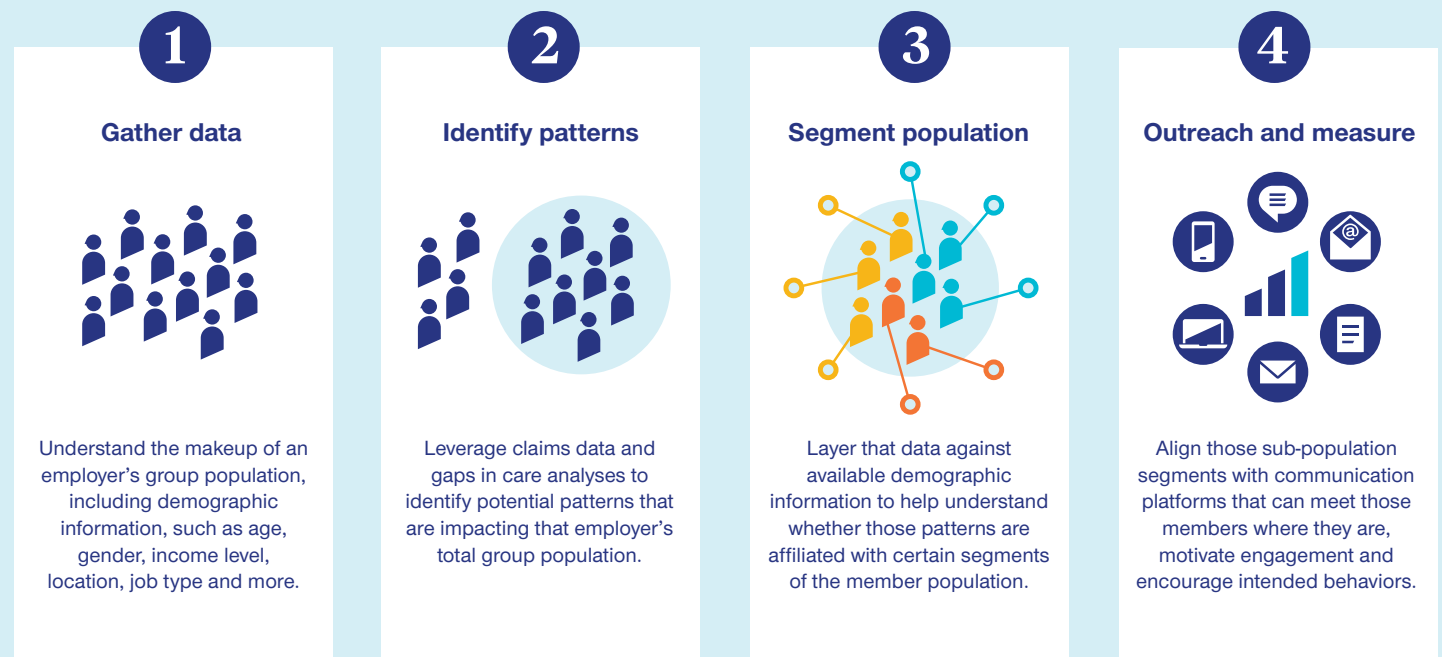 1
Gather data
Understand the makeup of an
employer's group population,
including demographic
information, such as age,
gender, income level,
location, job type and more.
2
Identify patterns
Leverage claims data and
gaps in care analyses to
identify potential patterns that
are impacting that employer's
total group population.
3
Segment population
Layer that data against
available demographic
information to help understand
whether those patterns are
affiliated with certain segments
of the member population.
4
Outreach and measure
@
Align those sub-population
segments with communication
platforms that can meet those
members where they are,
motivate engagement and
encourage intended behaviors.